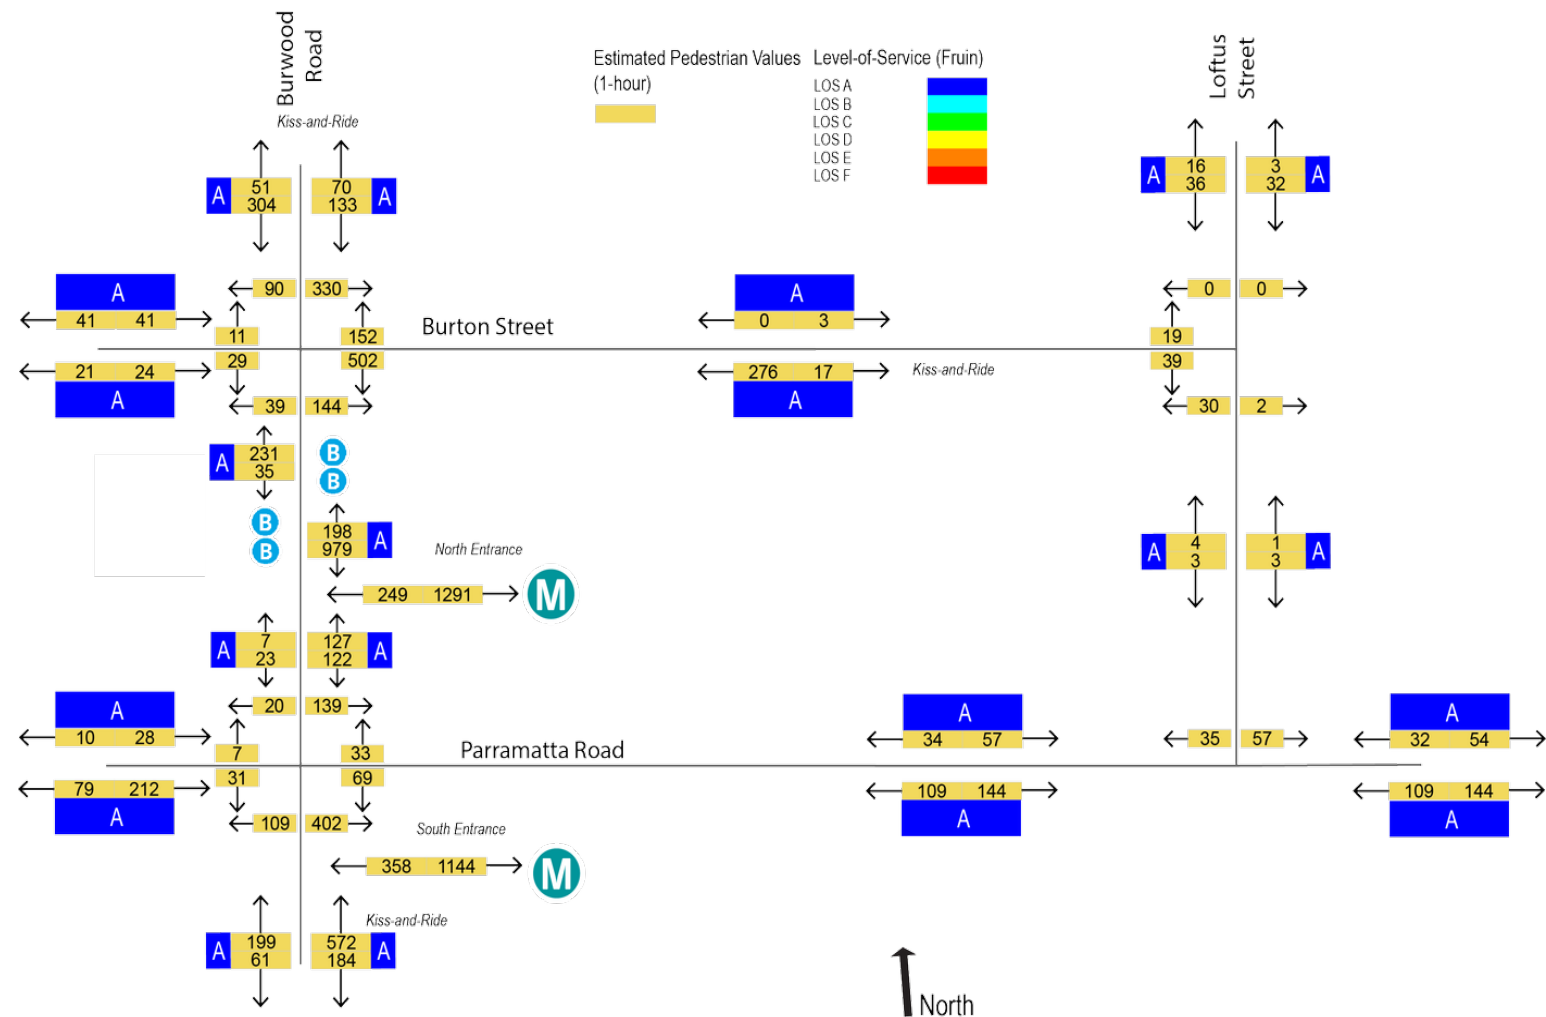 Burwood
Road
Kiss-and-Ride
Estimated Pedestrian Values
(1-hour)
Level-of-Service (Fruin)
LOS A
LOS B
LOS C
LOS D
LOS E
LOS F
Loftus
Street
A
51
304
70
133
A
A
16
36
3
32
A
90
330
A
41 41
11
152
Burton Street
A
0 3
0
0
19
21 24
A
29
502
276 17
A
Kiss-and-Ride
39
39
144
30
2
A
231
35
B
B
B
B
198
979
A
North Entrance
249 1291
M
A
4
3
1
3
A
A
7
23
127
122
A
20
139
A
10 28
7
33
Parramatta Road
A
34 57
35
57
A
32 54
79 212
A
31
69
109 144
A
109 144
A
109
402
South Entrance
358 1144
M
Kiss-and-Ride
A
199
61
572
184
A
North